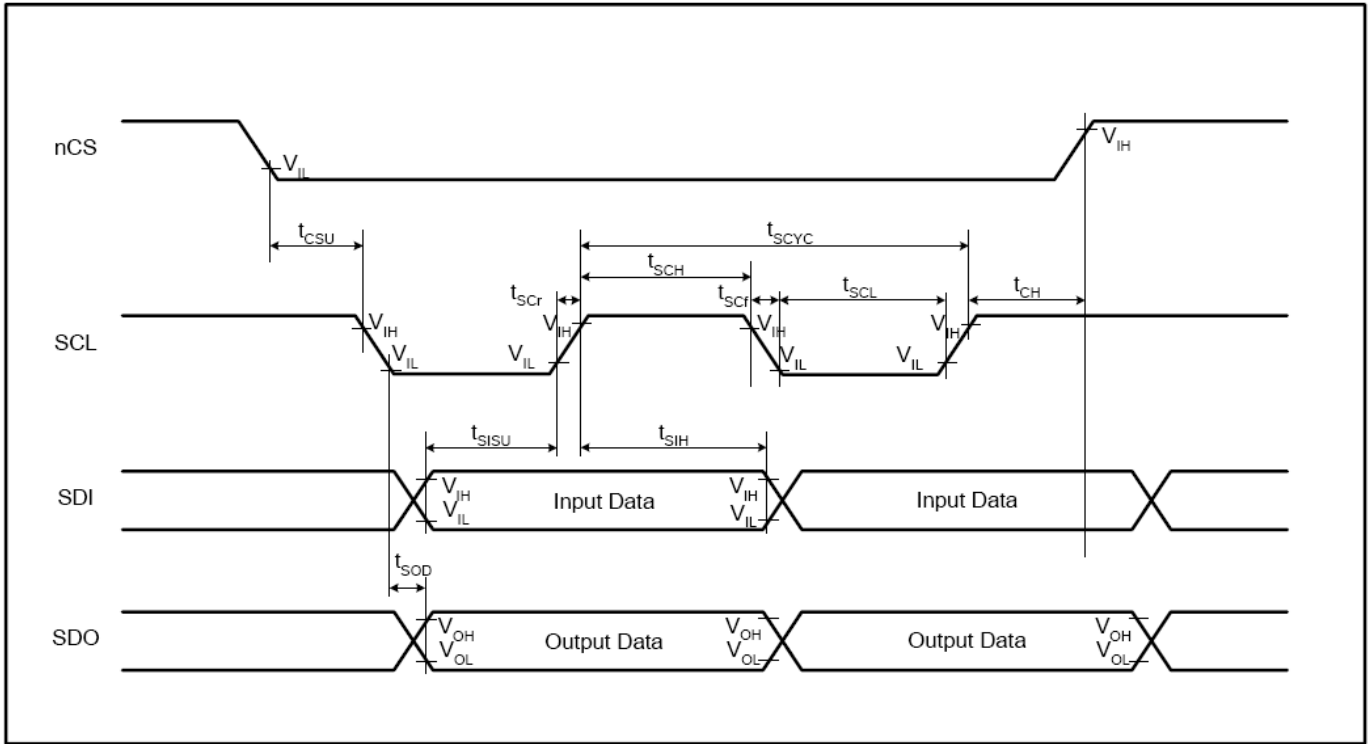 nCS
V_IL
V_IH
t_CSU
t_SCYC
t_SCH
t_SCr
t_SCf
t_SCL
t_CH
SCL
V_IH
V_IL
V_IH
V_IL
V_IH
V_IL
V_IH
V_IL
t_SISU
t_SIH
SDI
V_IH
V_IL
Input Data
V_IH
V_IL
Input Data
t_SOD
SDO
V_OH
V_OL
Output Data
V_OH
V_OL
Output Data
V_OH
V_OL